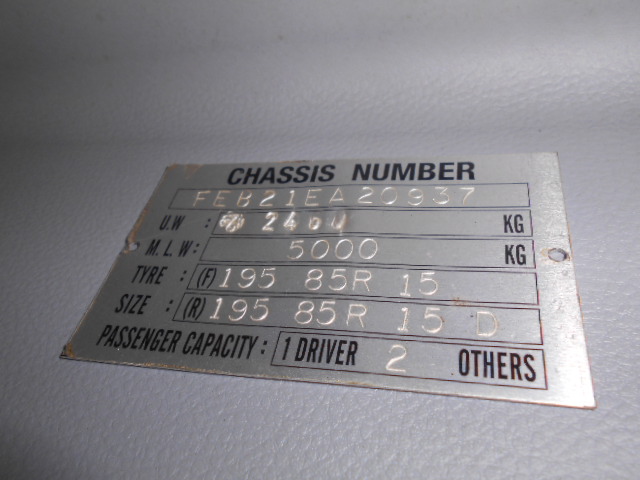 CHASSIS NUMBER
FEB21EA20937
U.W : 2400 KG
M.L.W: 5000 KG
TYRE : (F) 195 85R 15
SIZE : (R) 195 85R 15 D
PASSENGER CAPACITY : 1 DRIVER 2 OTHERS